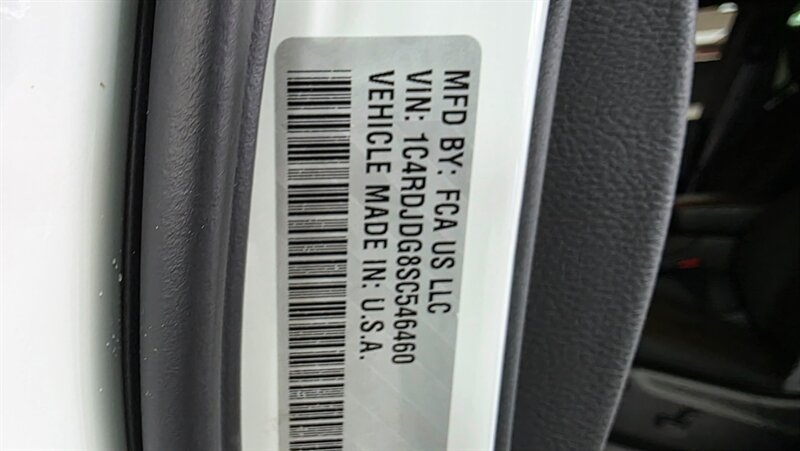 MFD BY: FCA US LLC
VIN: 1C4RDJDG8SC546460
VEHICLE MADE IN: U.S.A.